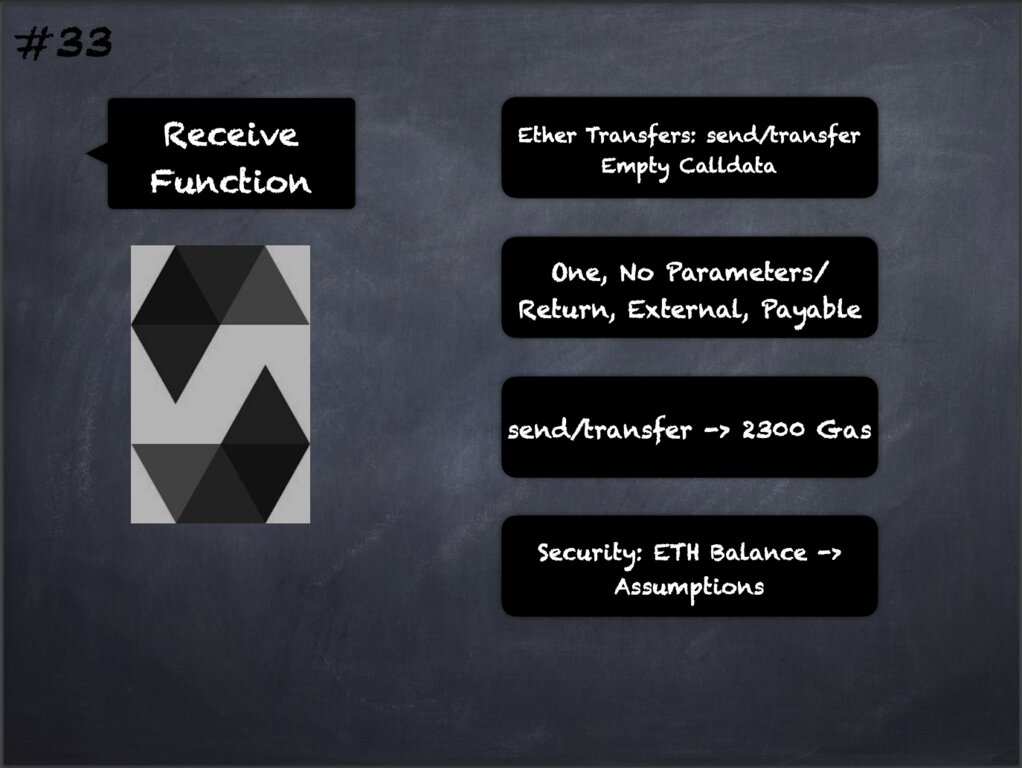 #33
Receive
Function
Ether Transfers: send/transfer
Empty Calldata
One, No Parameters/
Return, External, Payable
send/transfer -> 2300 Gas
Security: ETH Balance ->
Assumptions